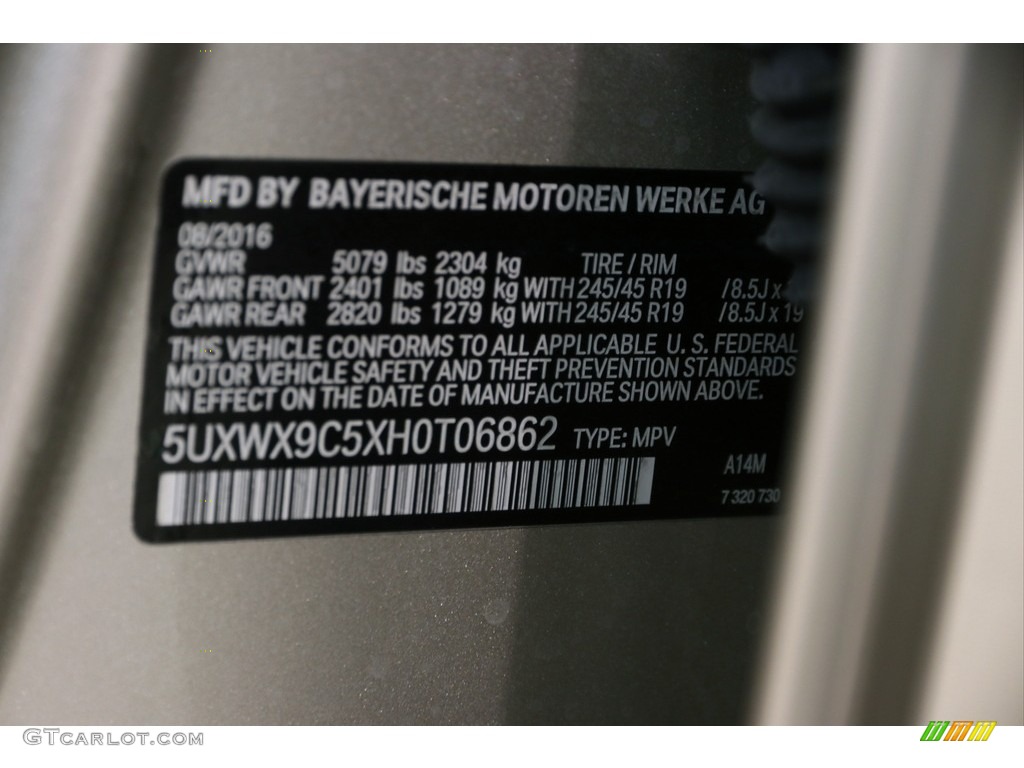 MFD BY BAYERISCHE MOTOREN WERKE AG
08/2016
GVWR 5079 lbs 2304 kg TIRE / RIM
GAWR FRONT 2401 lbs 1089 kg WITH 245/45 R19 /8.5J x
GAWR REAR 2820 lbs 1279 kg WITH 245/45 R19 /8.5J x 19
THIS VEHICLE CONFORMS TO ALL APPLICABLE U. S. FEDERAL
MOTOR VEHICLE SAFETY AND THEFT PREVENTION STANDARDS
IN EFFECT ON THE DATE OF MANUFACTURE SHOWN ABOVE.
5UXWX9C5XH0T06862 TYPE: MPV
A14M
7 320 730
GTCARLOT.COM